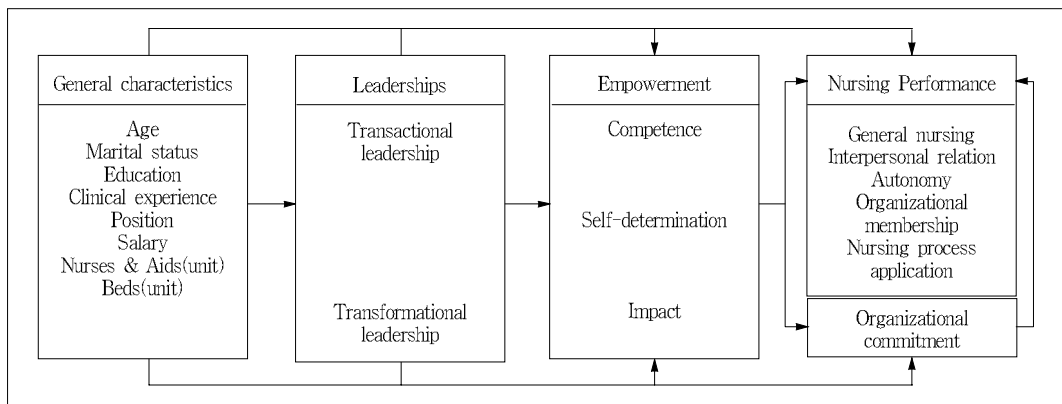 General characteristics
Age
Marital status
Education
Clinical experience
Position
Salary
Nurses & Aids(unit)
Beds(unit)
Leaderships
Transactional
leadership
Transformational
leadership
Empowerment
Competence
Self-determination
Impact
Nursing Performance
General nursing
Interpersonal relation
Autonomy
Organizational
membership
Nursing process
application
Organizational
commitment